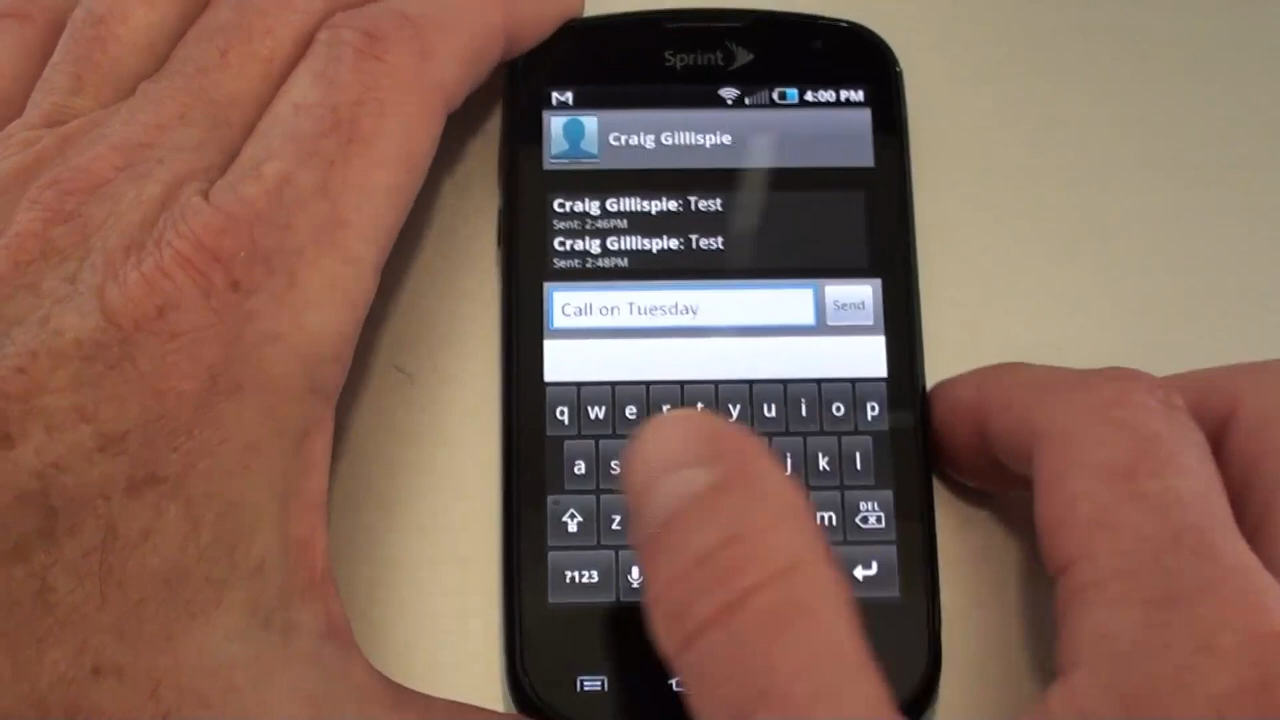 Sprint
4:00 PM
Craig Gillispie
Craig Gillispie: Test
Sent: 2:46PM
Craig Gillispie: Test
Sent: 2:48PM
Call on Tuesday
Send
q w e r t y u i o p
a s j k l
z m DEL
?123